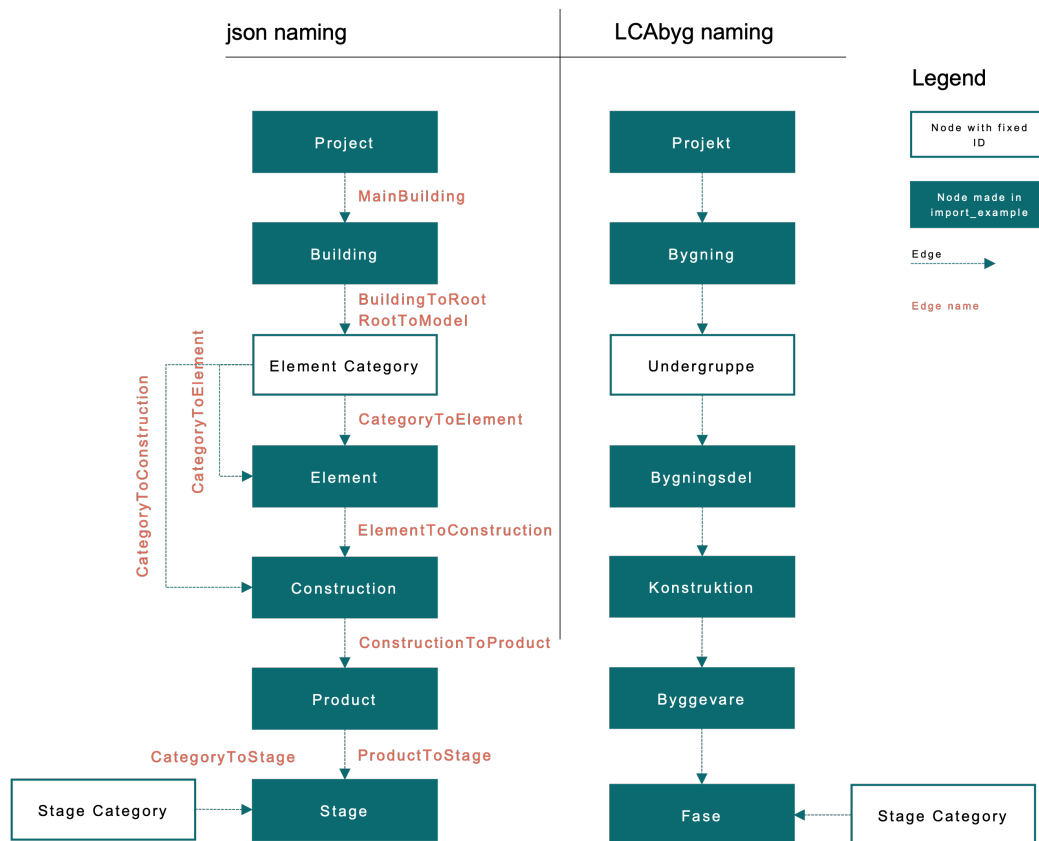 json naming
LCAbyg naming
Legend
Project
MainBuilding
Building
BuildingToRoot
RootToModel
Element Category
CategoryToElement
CategoryToElement
CategoryToConstruction
Element
ElementToConstruction
Construction
ConstructionToProduct
Product
CategoryToStage
ProductToStage
Stage Category
Stage
Projekt
Bygning
Undergruppe
Bygningsdel
Konstruktion
Byggevare
Fase
Stage Category
Node with fixed
ID
Node made in
import_example
Edge
Edge name